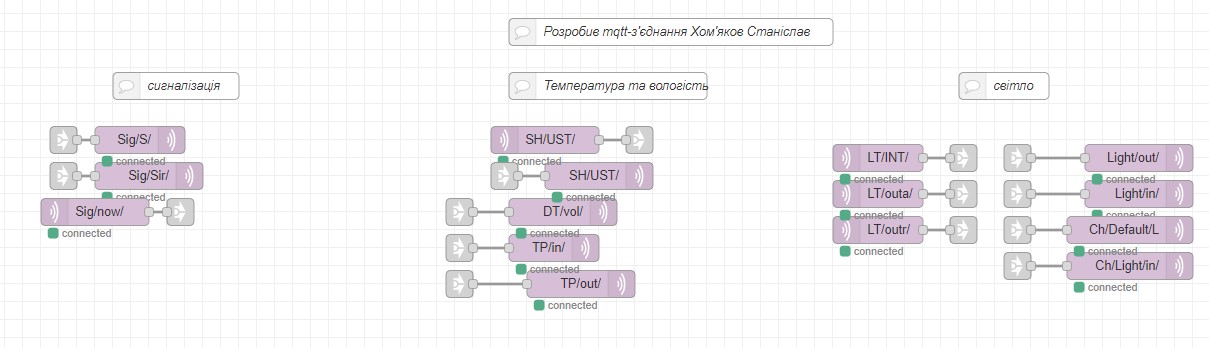 Розробив mqtt-з'єднання Хом'яков Станіслав
сигналізація
Sig/S/
connected
Sig/Sir/
connected
Sig/now/
connected
Температура та вологість
SH/UST/
connected
SH/UST/
connected
DT/vol/
connected
TP/in/
connected
TP/out/
connected
світло
LT/INT/
connected
LT/outa/
connected
LT/outr/
connected
Light/out/
connected
Light/in/
connected
Ch/Default/L
connected
Ch/Light/in/
connected